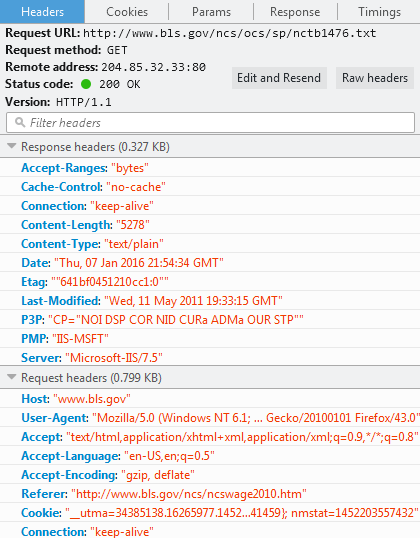 Headers Cookies Params Response Timings
Request URL: http://www.bls.gov/ncs/ocs/sp/nctb1476.txt
Request method: GET
Remote address: 204.85.32.33:80
Status code: 200 OK
Edit and Resend Raw headers
Version: HTTP/1.1
Filter headers
Response headers (0.327 KB)
Accept-Ranges: "bytes"
Cache-Control: "no-cache"
Connection: "keep-alive"
Content-Length: "5278"
Content-Type: "text/plain"
Date: "Thu, 07 Jan 2016 21:54:34 GMT"
Etag: ""641bf0451210cc1:0""
Last-Modified: "Wed, 11 May 2011 19:33:15 GMT"
P3P: "CP="NOI DSP COR NID CURa ADMa OUR STP""
PMP: "IIS-MSFT"
Server: "Microsoft-IIS/7.5"
Request headers (0.799 KB)
Host: "www.bls.gov"
User-Agent: "Mozilla/5.0 (Windows NT 6.1; ... Gecko/20100101 Firefox/43.0"
Accept: "text/html,application/xhtml+xml,application/xml;q=0.9,*/*;q=0.8"
Accept-Language: "en-US,en;q=0.5"
Accept-Encoding: "gzip, deflate"
Referer: "http://www.bls.gov/ncs/ncswage2010.htm"
Cookie: "__utma=34385138.16265977.1452...41459}; nmstat=1452203557432"
Connection: "keep-alive"